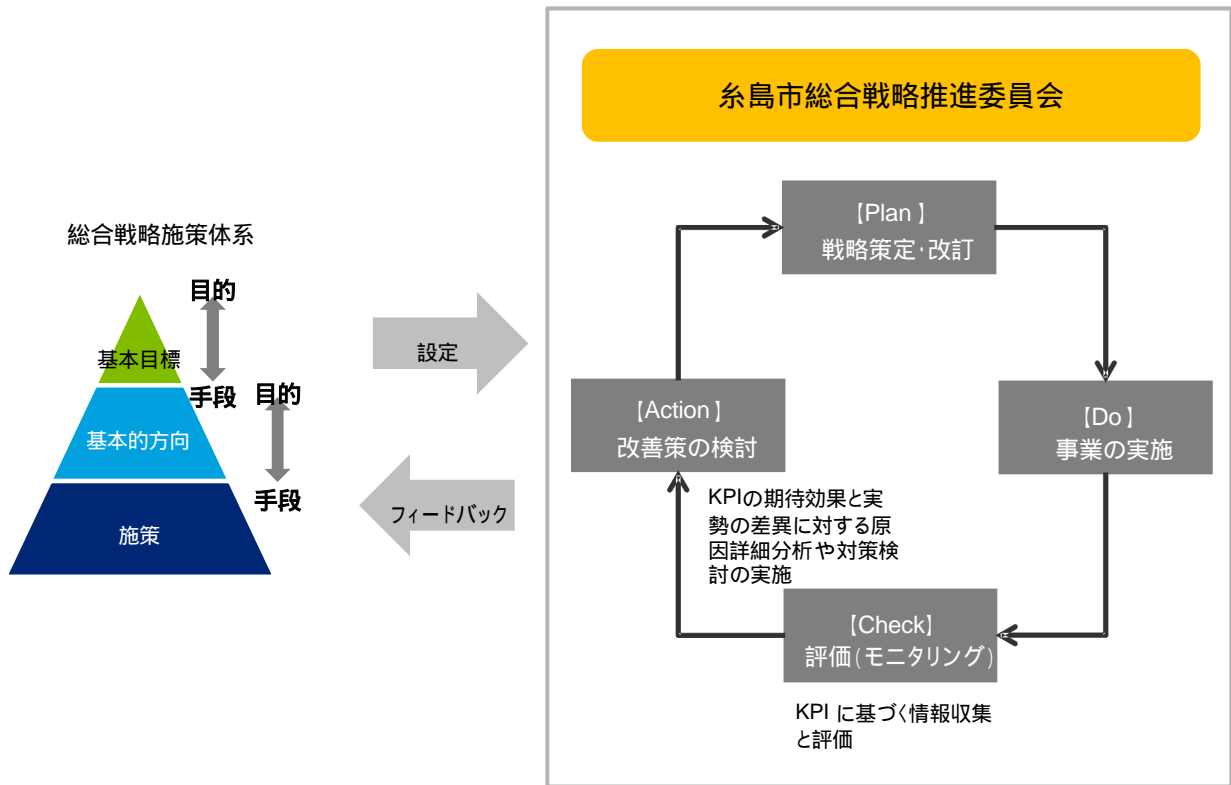 糸島市総合戦略推進委員会
総合戦略施策体系
目的
基本目標
手段
目的
基本的方向
手段
施策
設定
フィードバック
【Plan】
戦略策定・改訂
【Do】
事業の実施
【Check】
評価(モニタリング)
KPI に基づく情報収集
と評価
【Action】
改善策の検討
KPIの期待効果と実
勢の差異に対する原
因詳細分析や対策検
討の実施